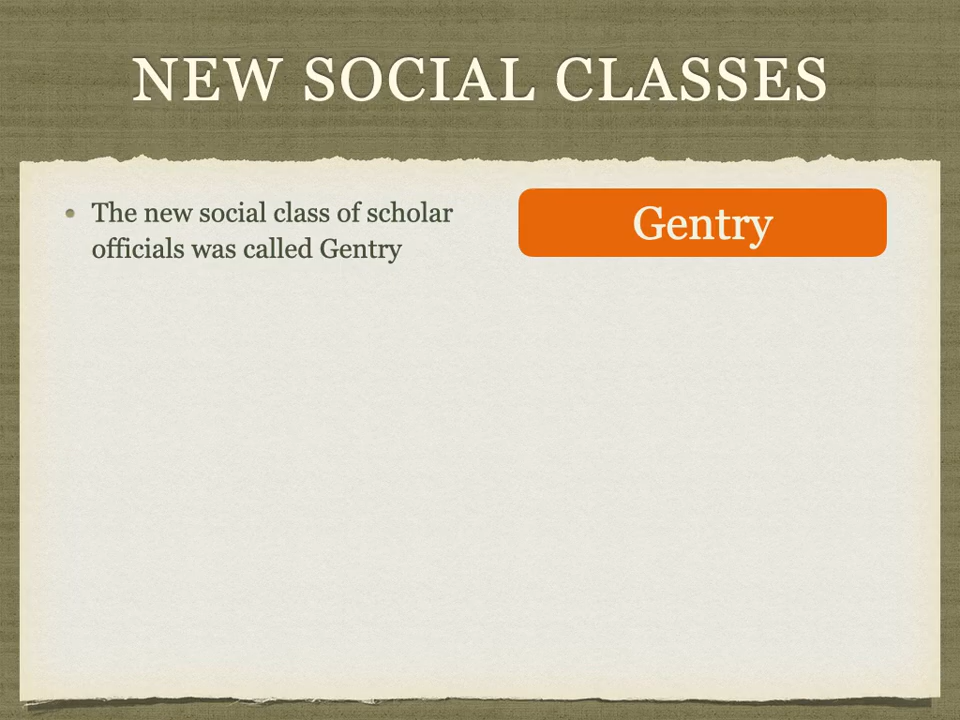 NEW SOCIAL CLASSES
• The new social class of scholar
officials was called Gentry
Gentry